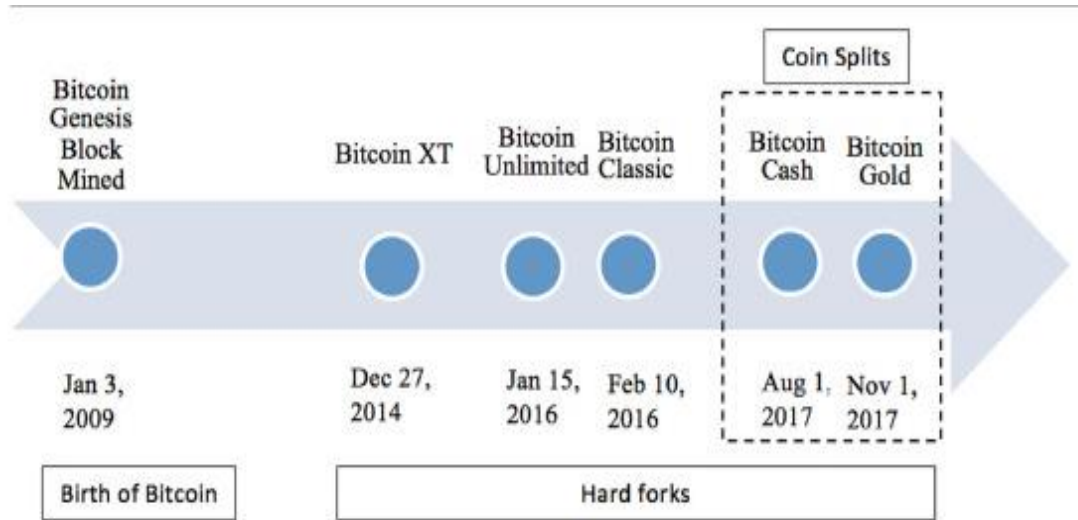 Coin Splits
Bitcoin
Genesis
Block
Mined
Bitcoin XT
Bitcoin
Unlimited
Bitcoin
Classic
Bitcoin
Cash
Bitcoin
Gold
Jan 3,
2009
Dec 27,
2014
Jan 15,
2016
Feb 10,
2016
Aug 1,
2017
Nov 1,
2017
Birth of Bitcoin
Hard forks